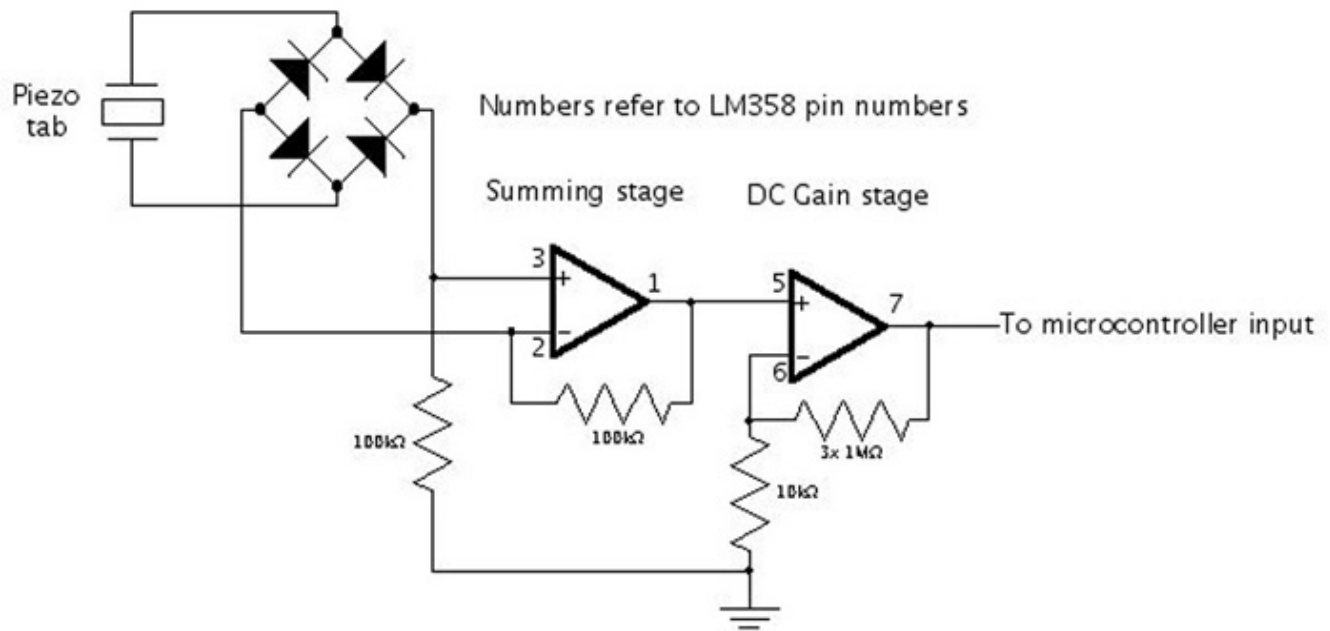 Piezo
tab
Numbers refer to LM358 pin numbers
Summing stage
DC Gain stage
3
+
1
−
2
5
+
7
−
6
To microcontroller input
100kΩ
100kΩ
3x 1MΩ
10kΩ